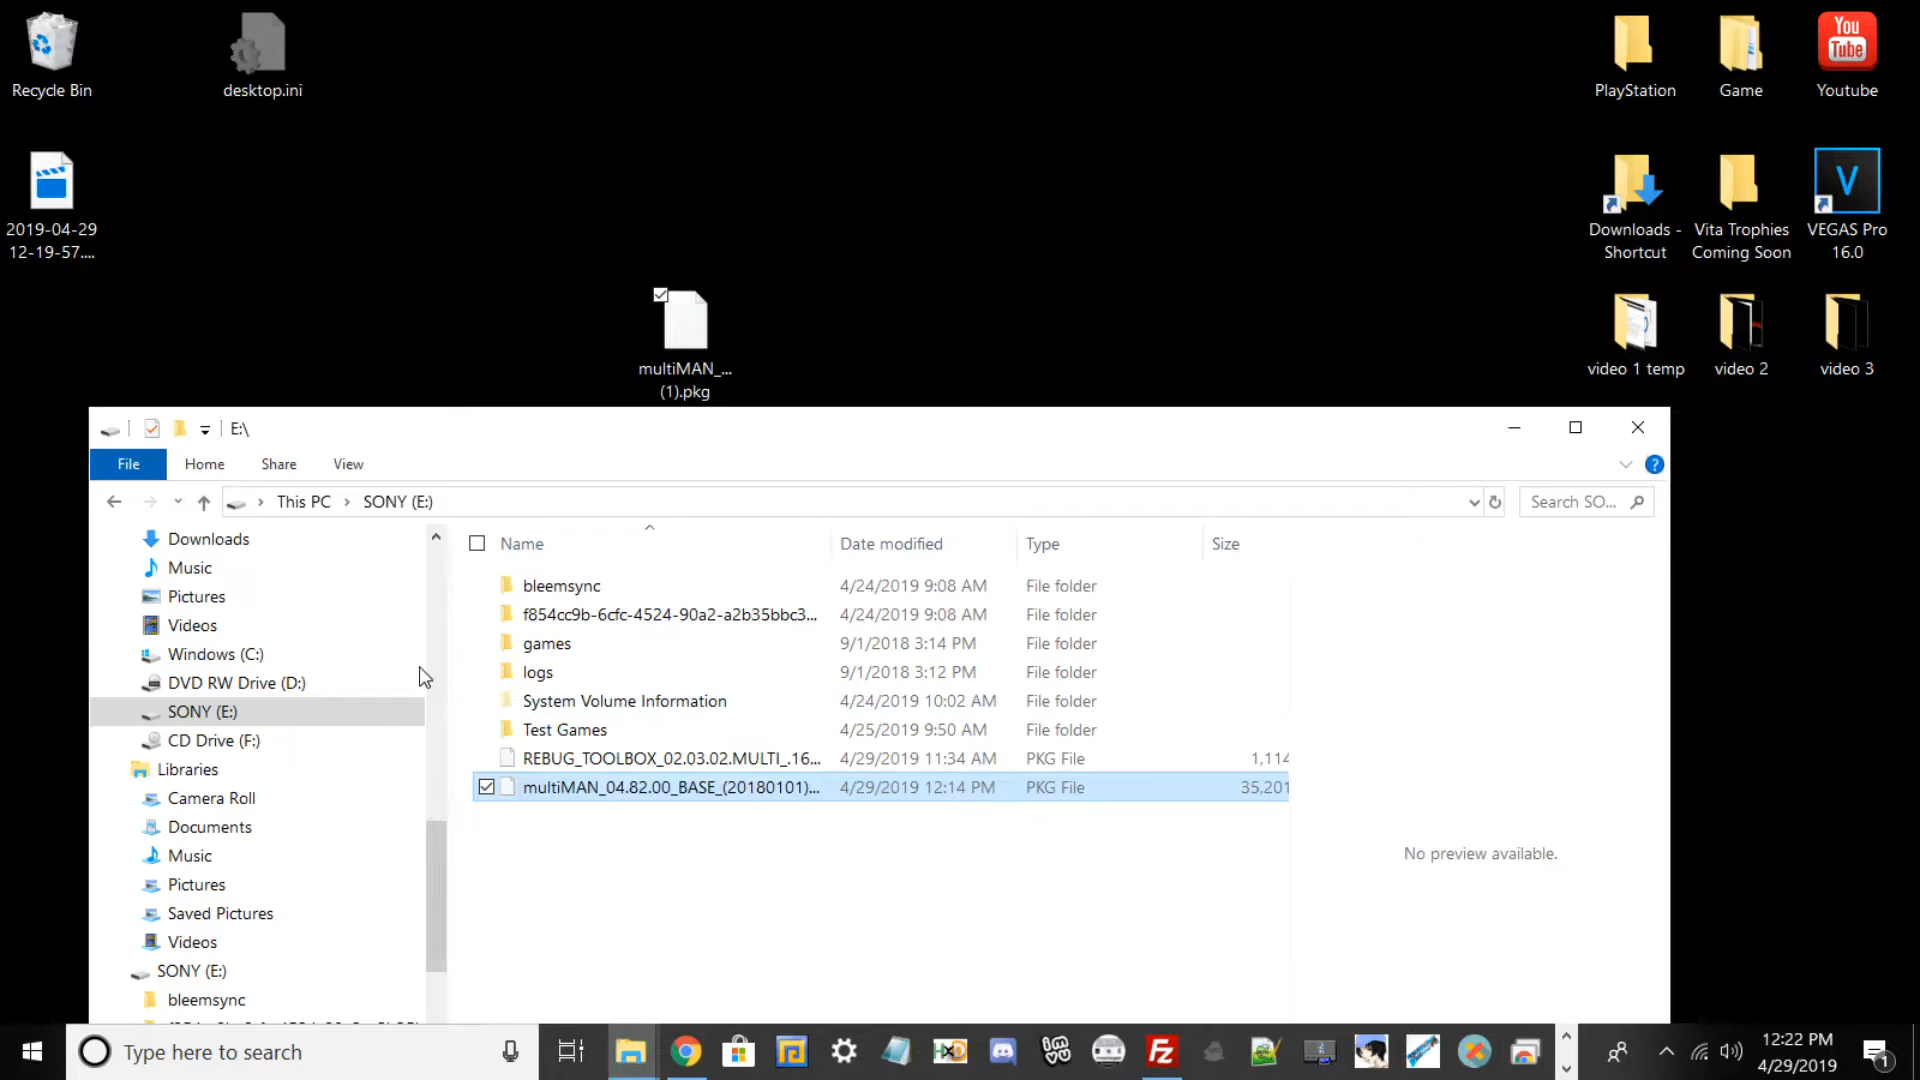 Recycle Bin
desktop.ini
PlayStation
Game
You
Tube
Youtube
2019-04-29
12-19-57....
Downloads -
Shortcut
Vita Trophies
Coming Soon
V
VEGAS Pro
16.0
multiMAN_...
(1).pkg
video 1 temp
video 2
video 3
E:\
File
Home
Share
View
This PC
SONY (E:)
Search SO...
Downloads
Music
Pictures
Videos
Windows (C:)
DVD RW Drive (D:)
SONY (E:)
CD Drive (F:)
Libraries
Camera Roll
Documents
Music
Pictures
Saved Pictures
Videos
SONY (E:)
bleemsync
Name Date modified Type Size
bleemsync 4/24/2019 9:08 AM File folder
f854cc9b-6cfc-4524-90a2-a2b35bbc3... 4/24/2019 9:08 AM File folder
games 9/1/2018 3:14 PM File folder
logs 9/1/2018 3:12 PM File folder
System Volume Information 4/24/2019 10:02 AM File folder
Test Games 4/25/2019 9:50 AM File folder
REBUG_TOOLBOX_02.03.02.MULTI_.16... 4/29/2019 11:34 AM PKG File 1,114
multiMAN_04.82.00_BASE_(20180101)... 4/29/2019 12:14 PM PKG File 35,201
No preview available.
Type here to search
HxD
FZ
12:22 PM
4/29/2019
1